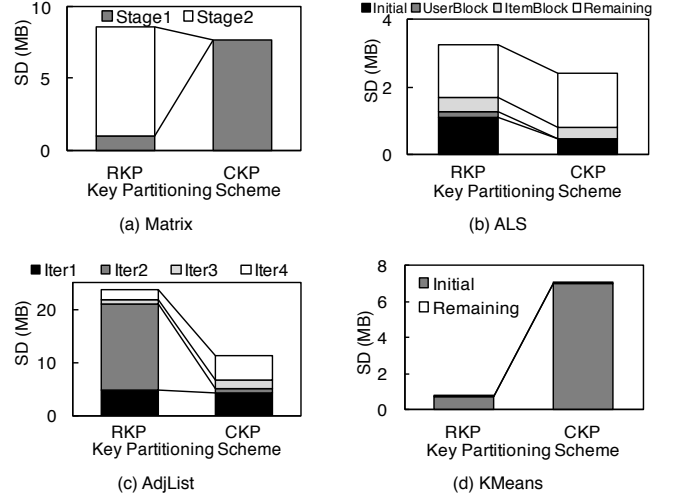 Stage1 Stage2
SD (MB)
10
5
0
RKP CKP
Key Partitioning Scheme
(a) Matrix
Initial UserBlock ItemBlock Remaining
SD (MB)
4
2
0
RKP CKP
Key Partitioning Scheme
(b) ALS
Iter1 Iter2 Iter3 Iter4
SD (MB)
20
10
0
RKP CKP
Key Partitioning Scheme
(c) AdjList
Initial
Remaining
SD (MB)
8
6
4
2
0
RKP CKP
Key Partitioning Scheme
(d) KMeans